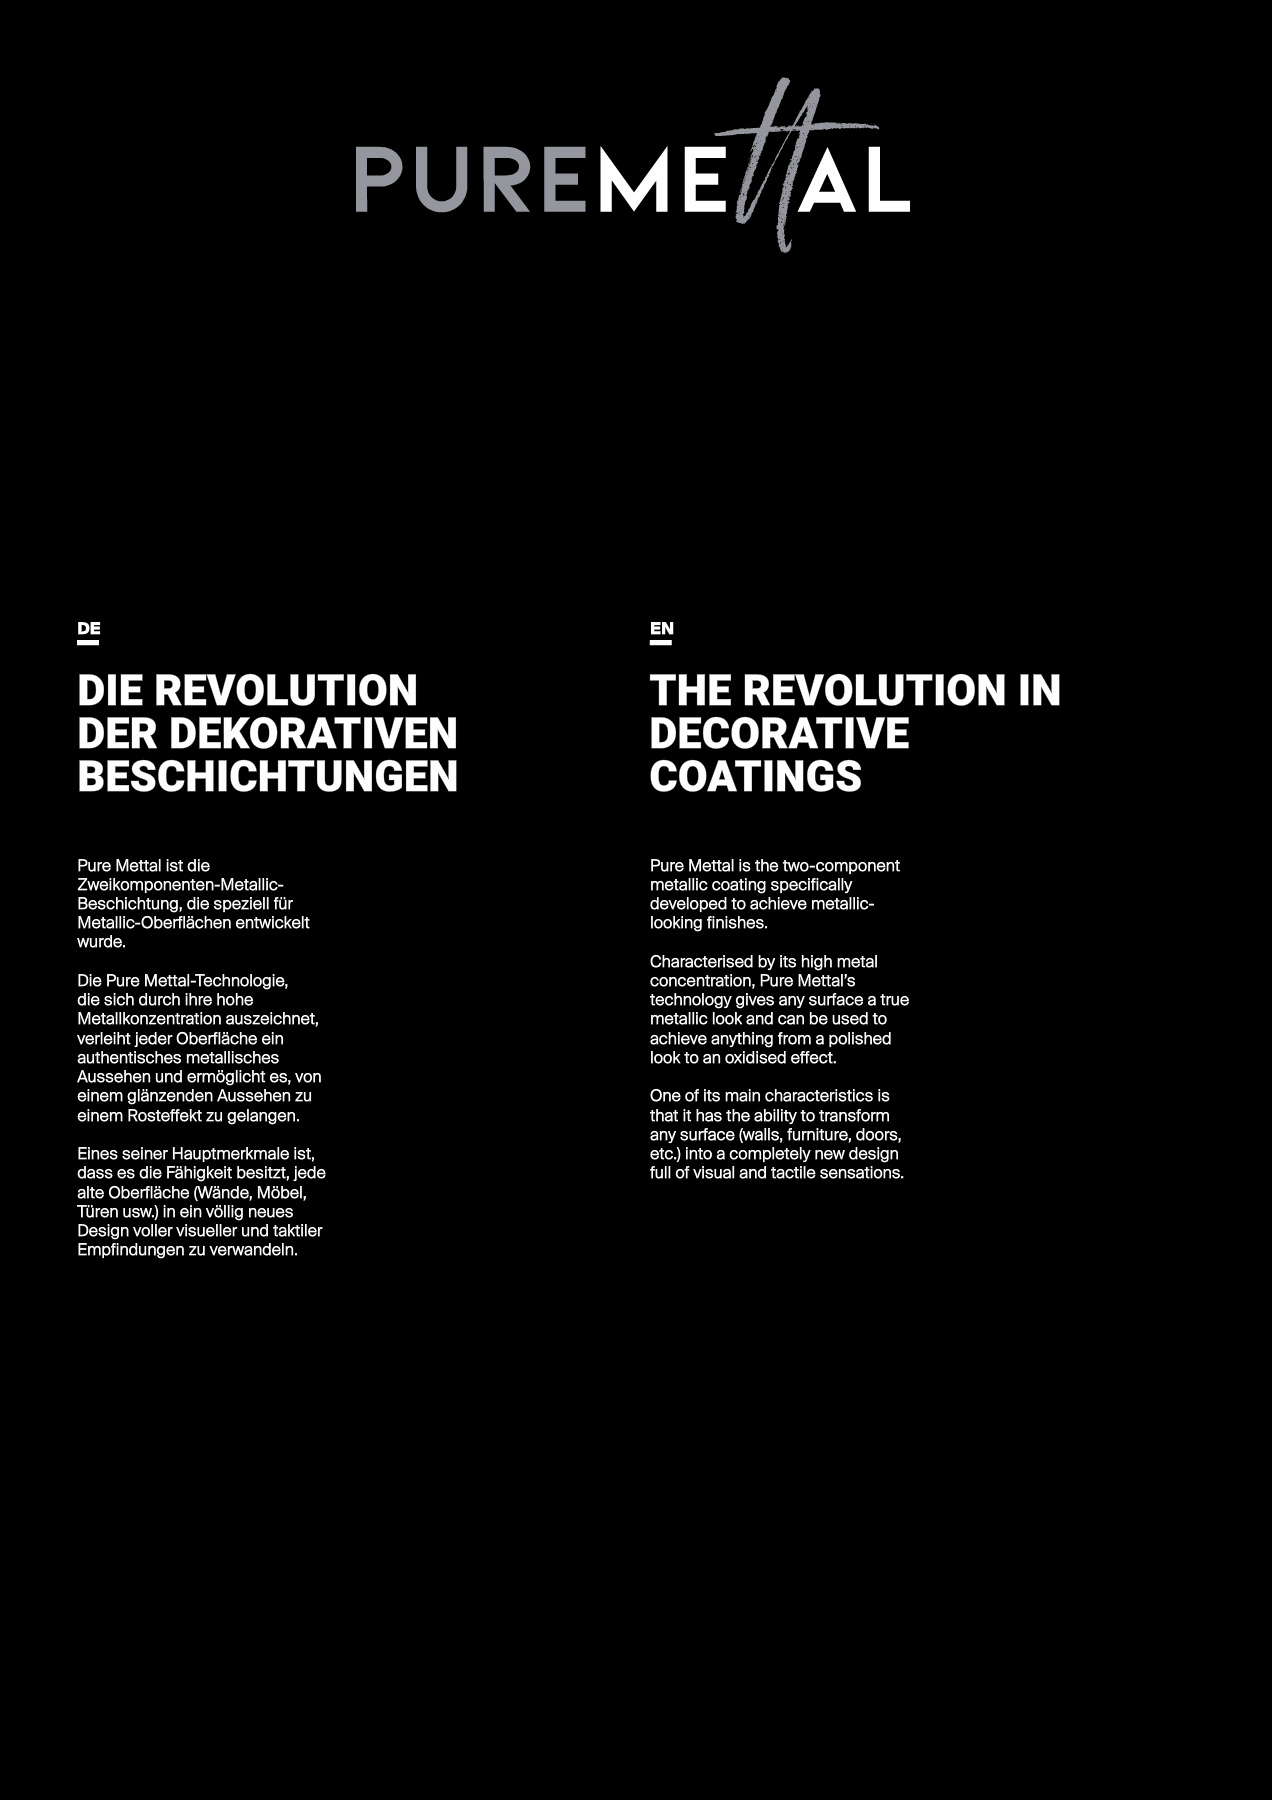 PUREMETTAL
DE
DIE REVOLUTION
DER DEKORATIVEN
BESCHICHTUNGEN
Pure Mettal ist die
Zweikomponenten-Metallic-
Beschichtung, die speziell für
Metallic-Oberflächen entwickelt
wurde.
Die Pure Mettal-Technologie,
die sich durch ihre hohe
Metallkonzentration auszeichnet,
verleiht jeder Oberfläche ein
authentisches metallisches
Aussehen und ermöglicht es, von
einem glänzenden Aussehen zu
einem Rosteffekt zu gelangen.
Eines seiner Hauptmerkmale ist,
dass es die Fähigkeit besitzt, jede
alte Oberfläche (Wände, Möbel,
Türen usw.) in ein völlig neues
Design voller visueller und taktiler
Empfindungen zu verwandeln.
EN
THE REVOLUTION IN
DECORATIVE
COATINGS
Pure Mettal is the two-component
metallic coating specifically
developed to achieve metallic-
looking finishes.
Characterised by its high metal
concentration, Pure Mettal’s
technology gives any surface a true
metallic look and can be used to
achieve anything from a polished
look to an oxidised effect.
One of its main characteristics is
that it has the ability to transform
any surface (walls, furniture, doors,
etc.) into a completely new design
full of visual and tactile sensations.